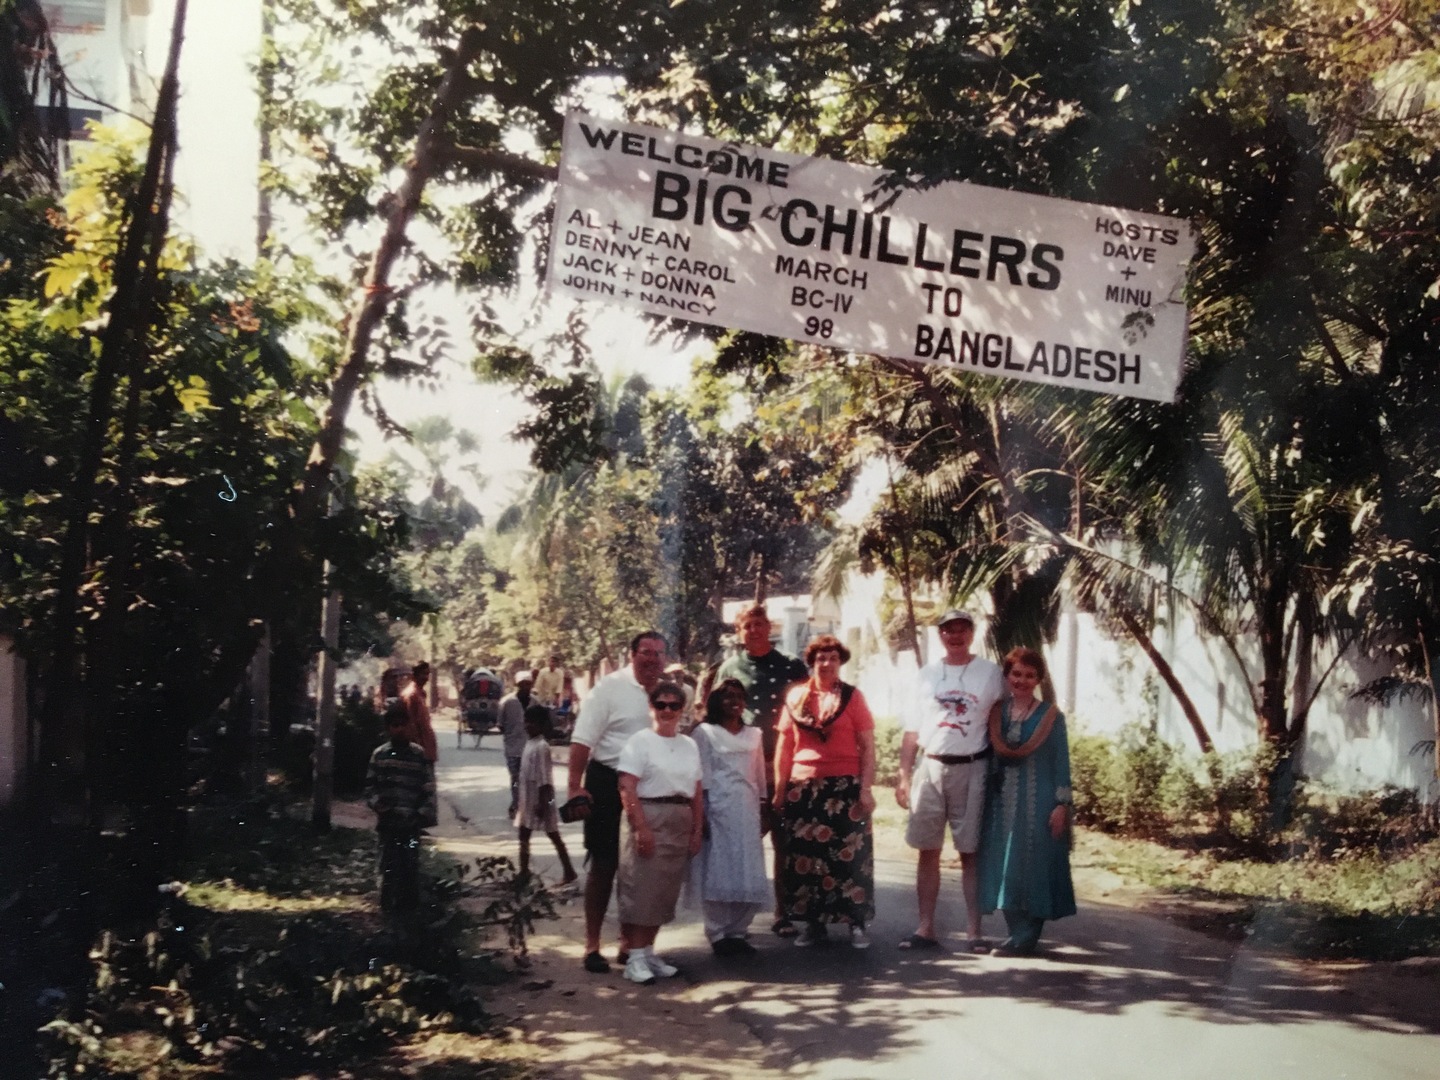 WELCOME
BIG CHILLERS
AL + JEAN
DENNY + CAROL
JACK + DONNA
JOHN + NANCY
MARCH
BC-IV
98
TO
BANGLADESH
HOSTS
DAVE
+
MINU